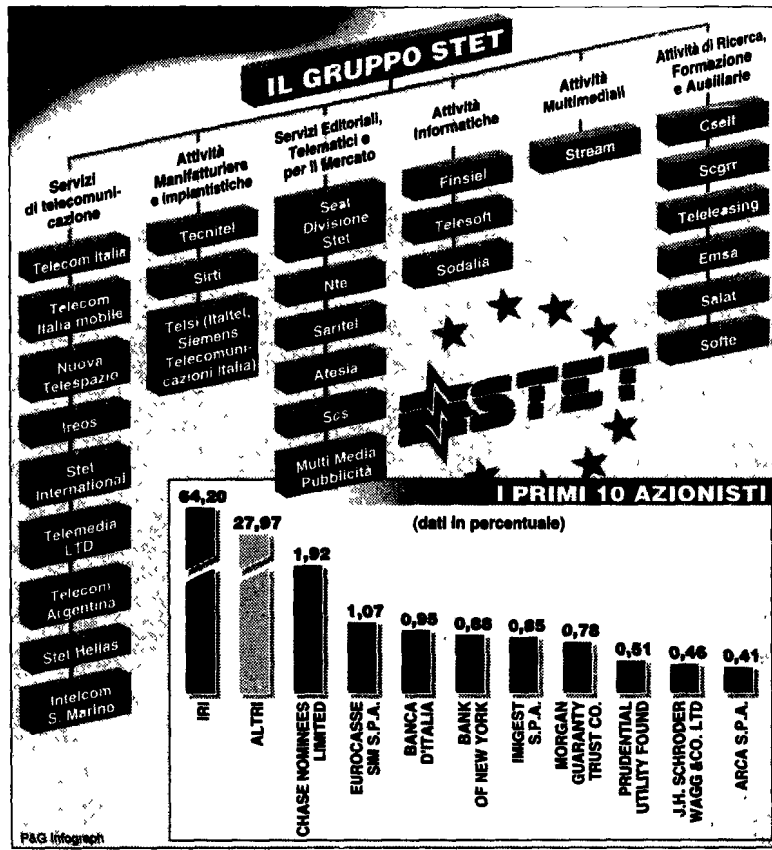 IL GRUPPO STET
Servizi
di telecomuni-
cazione
Telecom Italia
Telecom
Italia mobile
Nuova
Telespazio
Ireos
Stet
International
Telemedia
LTD
Telecom
Argentina
Stet Hellas
Intelcom
S. Marino
Attività
Manifatturiere
e Implantistiche
Tecnitel
Sirti
Telsi (Italtel,
Siemens
Telecomuni-
cazioni Italia)
Servizi Editoriali,
Telematici e
per il Mercato
Seat
Divisione
Stet
Nte
Saritel
Atesia
Scs
Multi Media
Pubblicità
Attività
Informatiche
Finsiel
Telesoft
Sodalia
Attività
Multimediali
Stream
Attività di Ricerca,
Formazione
e Ausiliarie
Cselt
Scgrr
Teleleasing
Emsa
Saiat
Softe
STET
I PRIMI 10 AZIONISTI
(dati in percentuale)
64,20
27,97
1,92
1,07
0,95
0,88
0,85
0,78
0,51
0,46
0,41
IRI
ALTRI
CHASE NOMINEES
LIMITED
EUROCASSE
SIM S.P.A.
BANCA
D'ITALIA
BANK
OF NEW YORK
IMIGEST
S.P.A.
MORGAN
GUARANTY
TRUST CO.
PRUDENTIAL
UTILITY FOUND
J.H. SCHRODER
WAGG &CO. LTD
ARCA S.P.A.
P&G Infograph